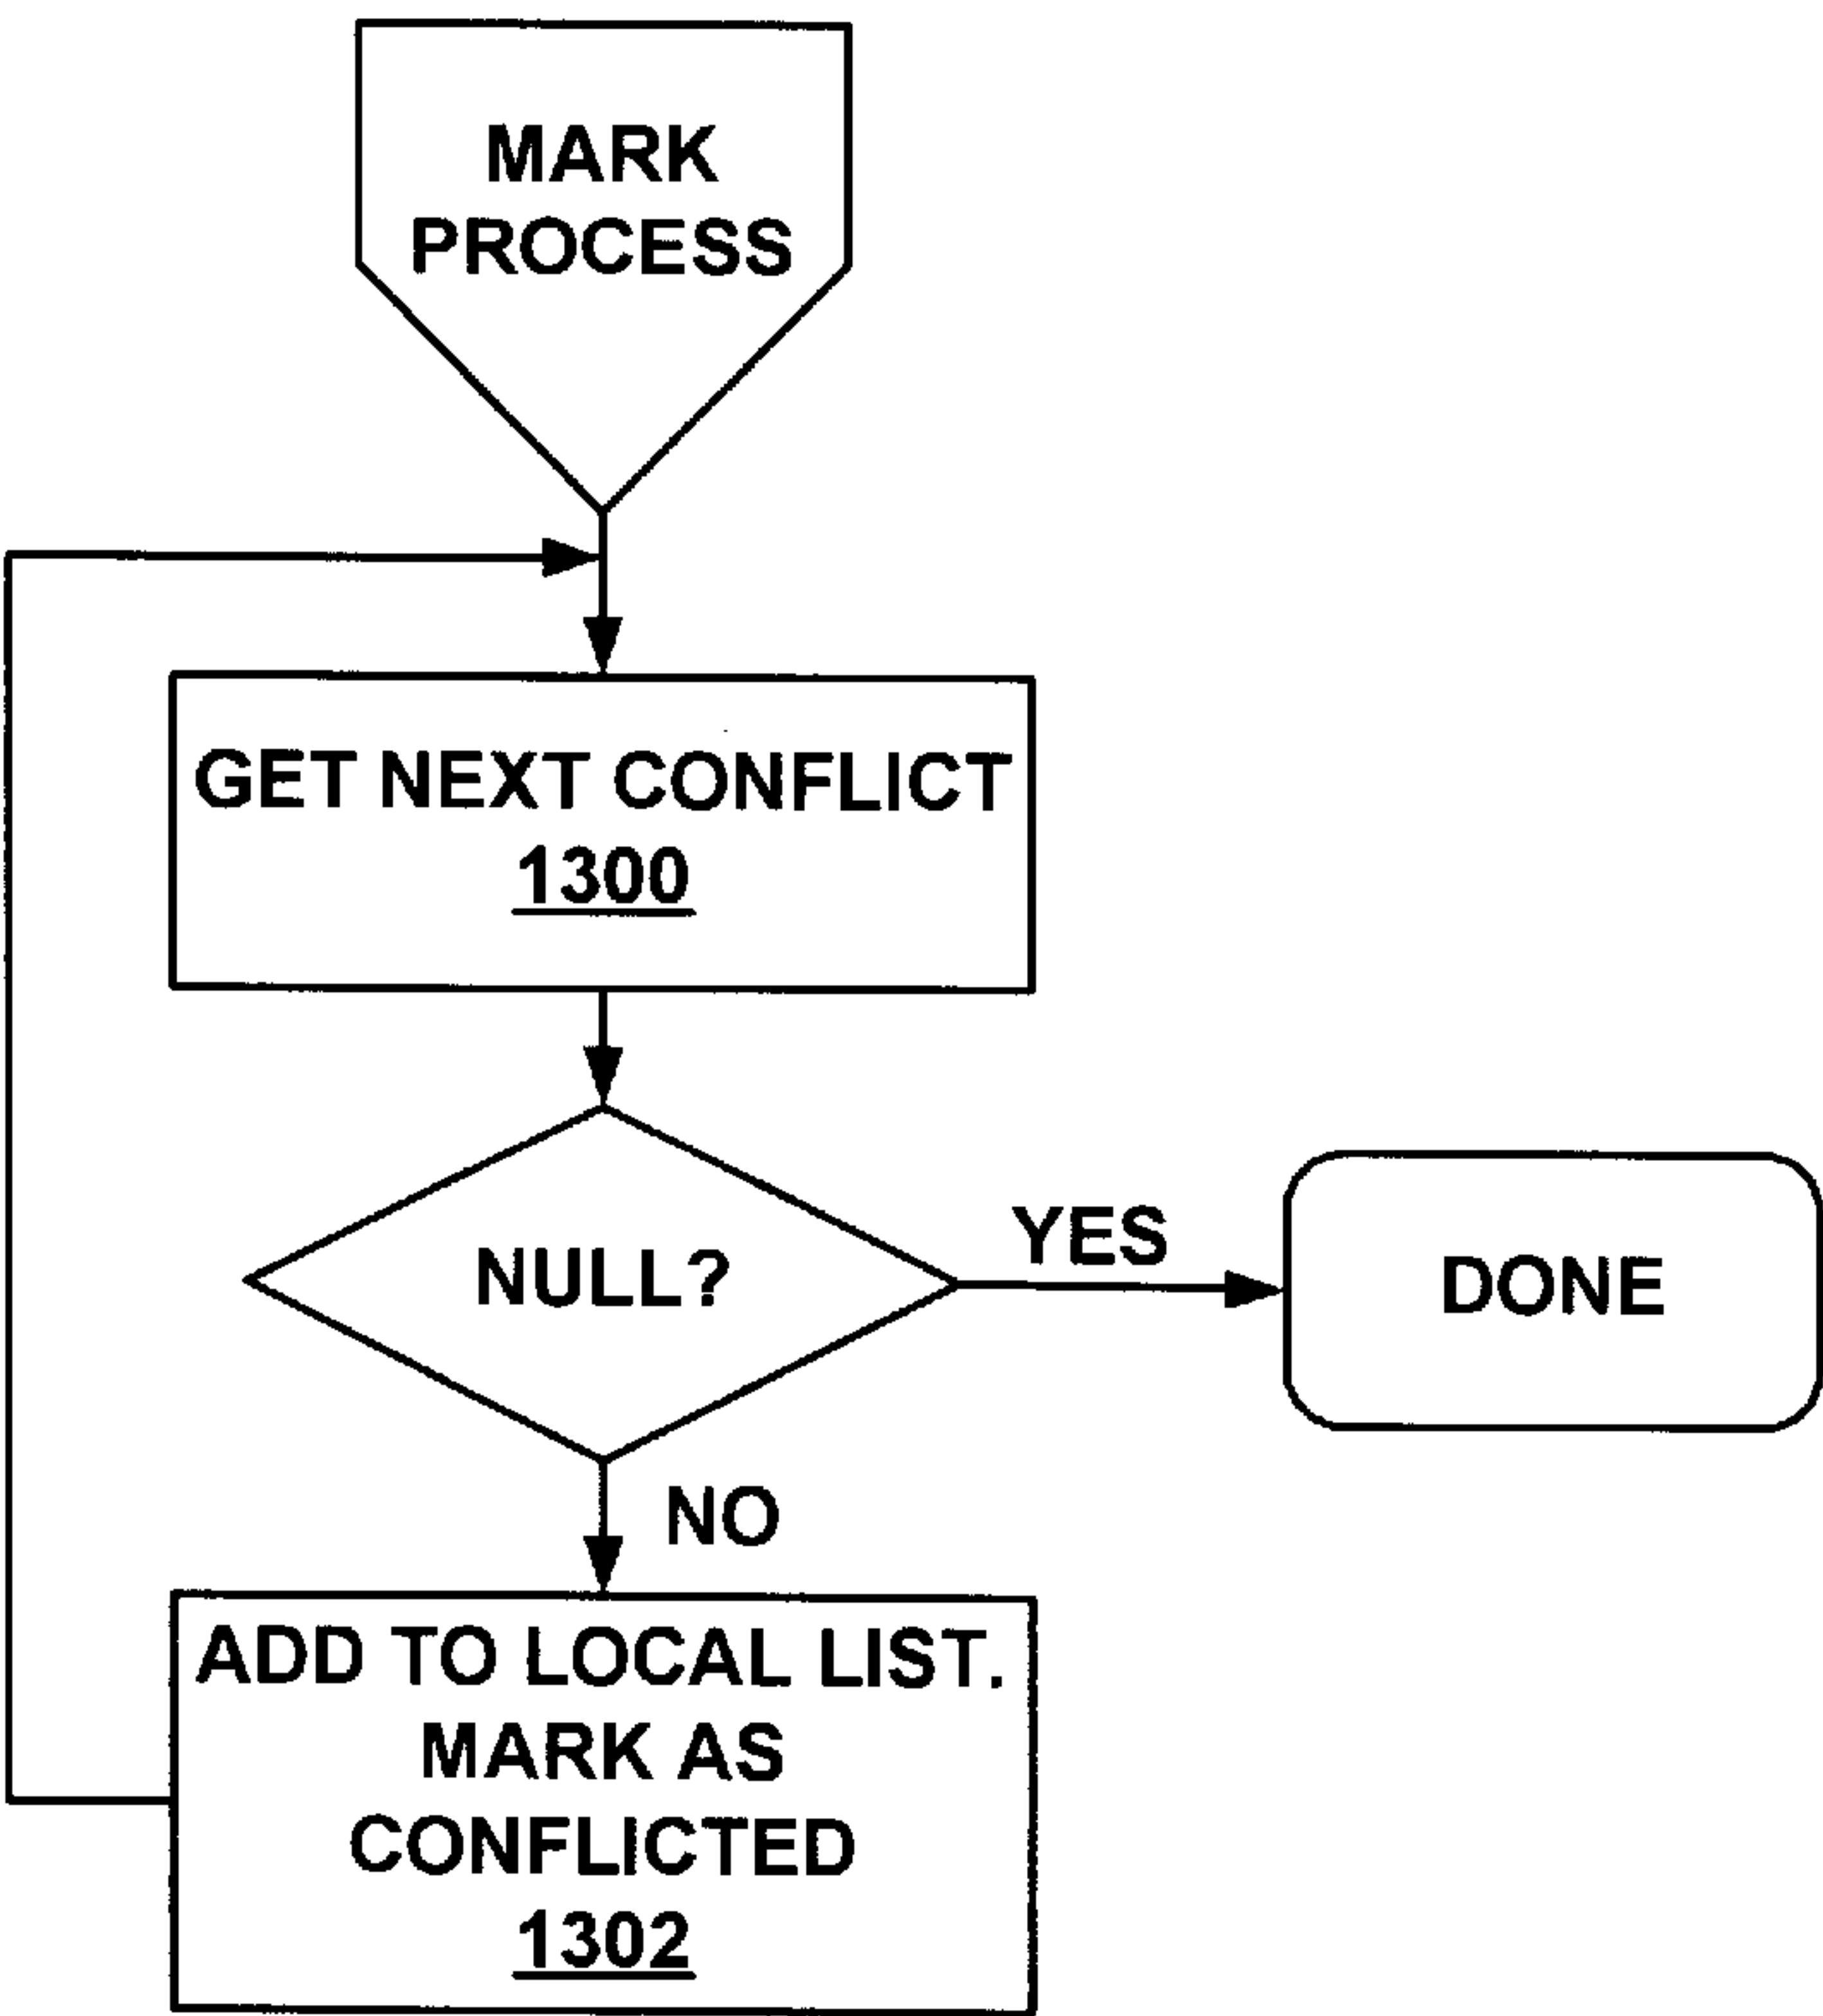 MARK
PROCESS
GET NEXT CONFLICT
1300
NULL?
YES
DONE
NO
ADD TO LOCAL LIST.
MARK AS
CONFLICTED
1302